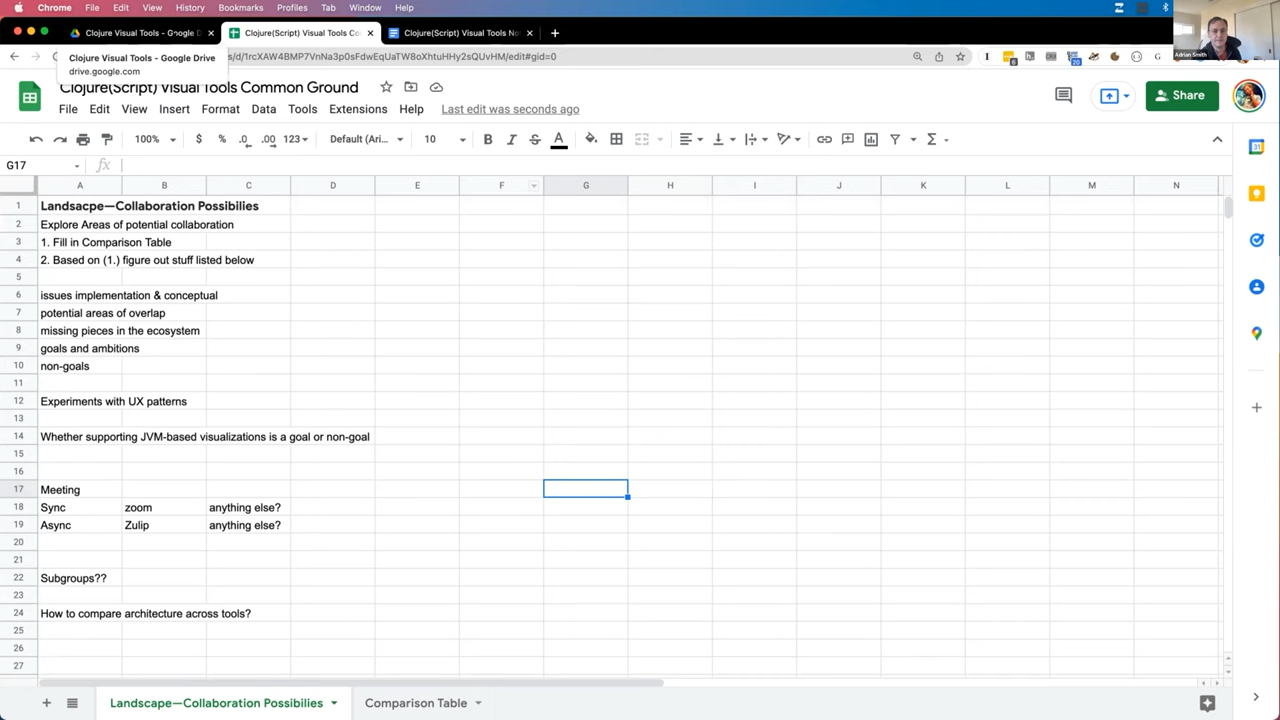 Chrome File Edit View History Bookmarks Profiles Tab Window Help
Clojure Visual Tools - Google D
Clojure(Script) Visual Tools Co
Clojure(Script) Visual Tools No
Clojure Visual Tools - Google Drive
drive.google.com
s/d/1rcXAW4BMP7VnNa3p0sFdwEqUaTW8oXhtuHHy2sQUvHM/edit#gid=0
Adrian Smith
Clojure(Script) Visual Tools Common Ground
File Edit View Insert Format Data Tools Extensions Help Last edit was seconds ago
Share
100% $ % .0 .00 123 Default (Ari... 10 B I S A
G17 fx
A B C D E F G H I J K L M N
1 Landsacpe—Collaboration Possibilies
2 Explore Areas of potential collaboration
3 1. Fill in Comparison Table
4 2. Based on (1.) figure out stuff listed below
5
6 issues implementation & conceptual
7 potential areas of overlap
8 missing pieces in the ecosystem
9 goals and ambitions
10 non-goals
11
12 Experiments with UX patterns
13
14 Whether supporting JVM-based visualizations is a goal or non-goal
15
16
17 Meeting
18 Sync zoom anything else?
19 Async Zulip anything else?
20
21
22 Subgroups??
23
24 How to compare architecture across tools?
25
26
27
Landscape—Collaboration Possibilies Comparison Table